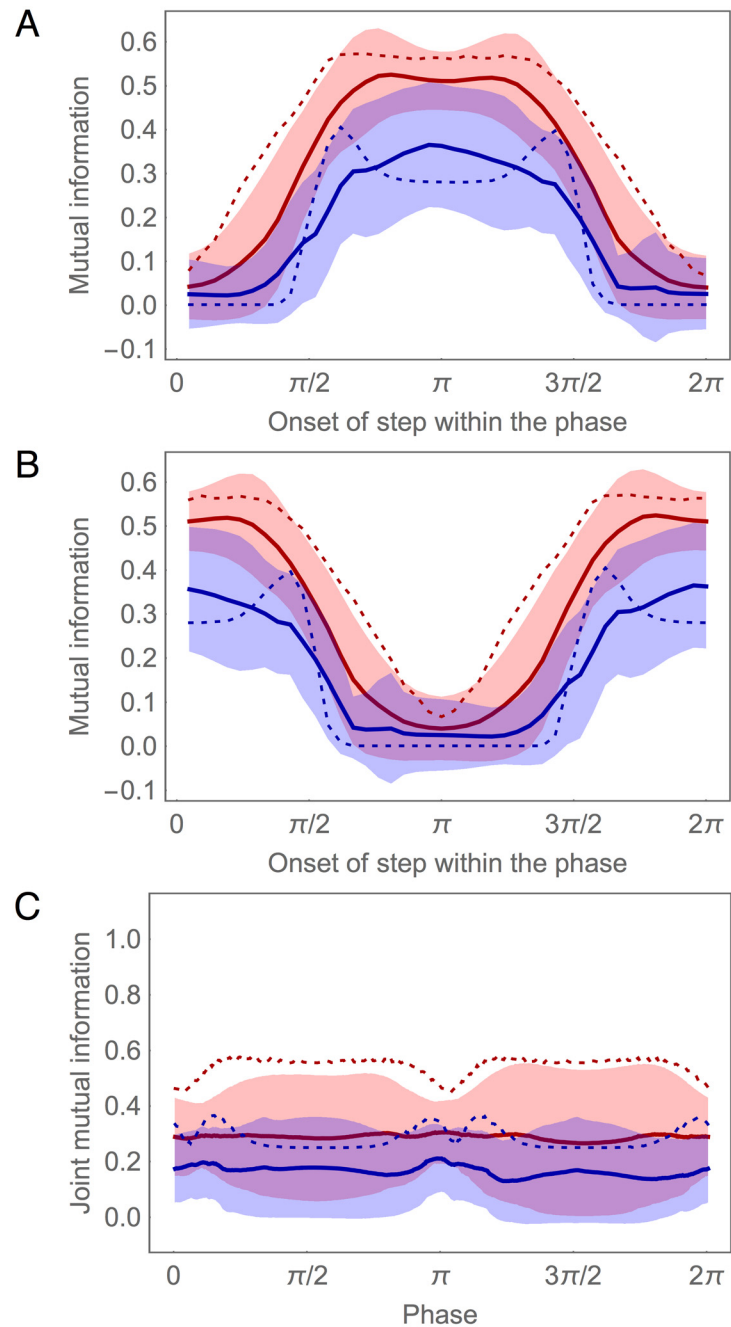 A
Mutual information
0.6
0.5
0.4
0.3
0.2
0.1
0.0
−0.1
0
π/2
π
3π/2
2π
Onset of step within the phase
B
Mutual information
0.6
0.5
0.4
0.3
0.2
0.1
0.0
−0.1
0
π/2
π
3π/2
2π
Onset of step within the phase
C
Joint mutual information
1.0
0.8
0.6
0.4
0.2
0.0
0
π/2
π
3π/2
2π
Phase